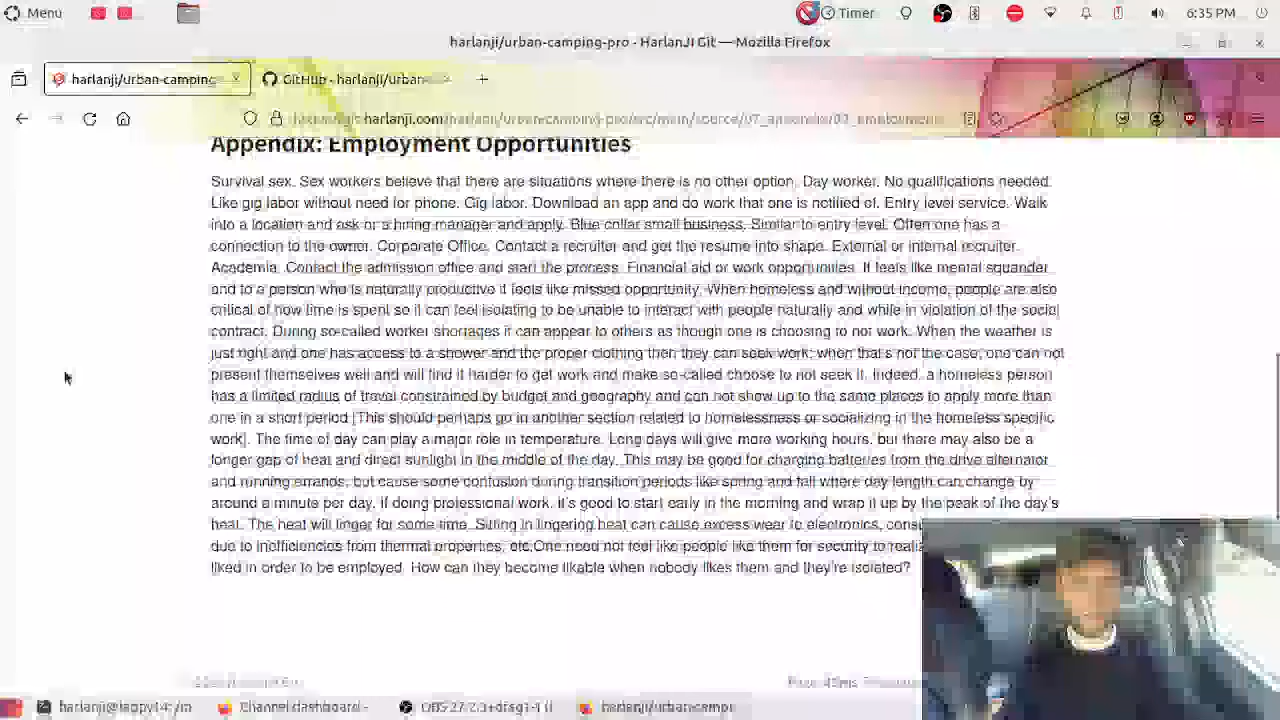 Menu
Timer
6:35 PM
harlanji/urban-camping-pro - HarlanJI Git — Mozilla Firefox
harlanji/urban-camping
GitHub - harlanji/urban-
harlanji.com/harlanji/urban-camping-pro/src/main/source/07_appendix/
Appendix: Employment Opportunities
Survival sex. Sex workers believe that there are situations where there is no other option. Day worker. No qualifications needed.
Like gig labor without need for phone. Gig labor. Download an app and do work that one is notified of. Entry level service. Walk
into a location and ask or a hiring manager and apply. Blue collar small business. Similar to entry level. Often one has a
connection to the owner. Corporate Office. Contact a recruiter and get the resume into shape. External or internal recruiter.
Academia. Contact the admission office and start the process. Financial aid or work opportunities. It feels like mental squander
and to a person who is naturally productive it feels like missed opportunity. When homeless and without income, people are also
critical of how time is spent so it can feel isolating to be unable to interact with people naturally and while in violation of the social
contract. During so-called worker shortages it can appear to others as though one is choosing to not work. When the weather is
just right and one has access to a shower and the proper clothing then they can seek work; when that's not the case, one can not
present themselves well and will find it harder to get work and make so-called choose to not seek it. Indeed, a homeless person
has a limited radius of travel constrained by budget and geography and can not show up to the same places to apply more than
one in a short period [This should perhaps go in another section related to homelessness or socializing in the homeless specific
work]. The time of day can play a major role in temperature. Long days will give more working hours, but there may also be a
longer gap of heat and direct sunlight in the middle of the day. This may be good for charging batteries from the drive alternator
and running errands, but cause some confusion during transition periods like spring and fall where day length can change by
around a minute per day. If doing professional work, it's good to start early in the morning and wrap it up by the peak of the day's
heat. The heat will linger for some time. Sitting in lingering heat can cause excess wear to electronics,
due to inefficiencies from thermal properties, etc.One need not feel like people like them for security to
liked in order to be employed. How can they become likable when nobody likes them and they're isolated?
harlanji@lappy14: /m
Channel dashboard -
OBS 27.2.3+dfsg1-1 (l
harlanji/urban-campi